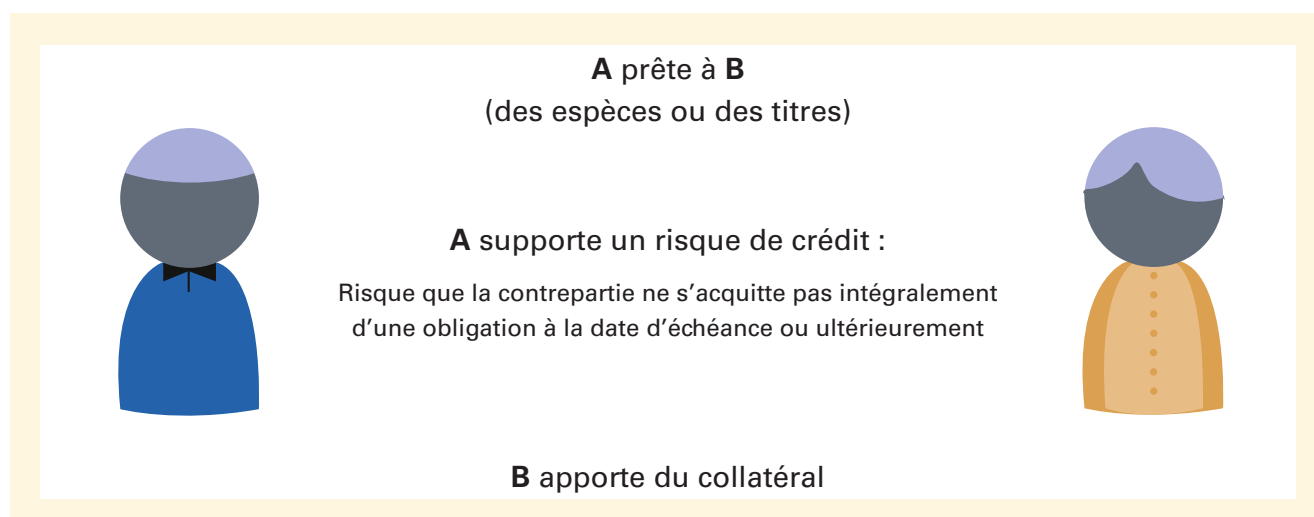 A prête à B
(des espèces ou des titres)
A supporte un risque de crédit :
Risque que la contrepartie ne s’acquitte pas intégralement
d’une obligation à la date d’échéance ou ultérieurement
B apporte du collatéral